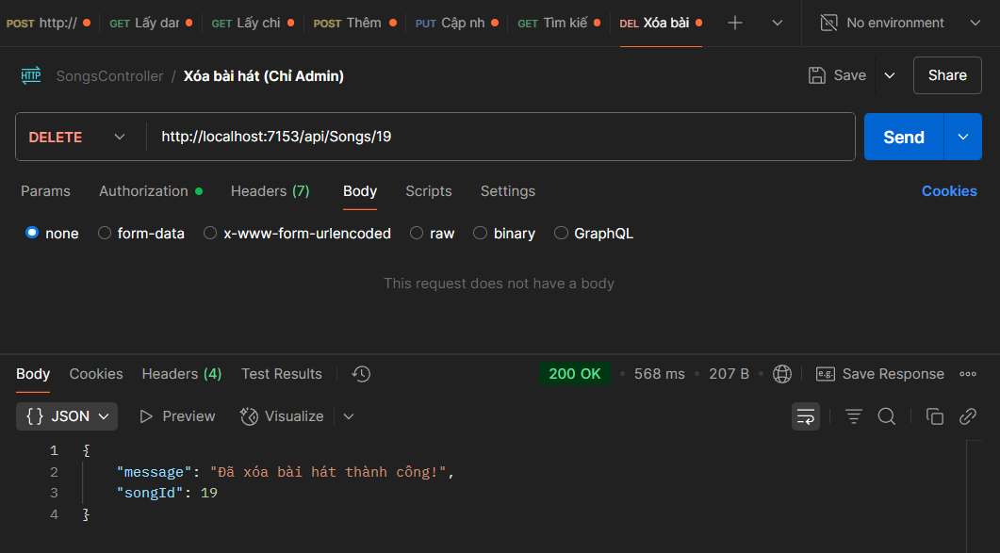 POST http:// GET Lấy dan GET Lấy chi POST Thêm PUT Cập nh GET Tìm kiế DEL Xóa bài No environment
HTTP SongsController / Xóa bài hát (Chỉ Admin) Save Share
DELETE http://localhost:7153/api/Songs/19 Send
Params Authorization Headers (7) Body Scripts Settings Cookies
none form-data x-www-form-urlencoded raw binary GraphQL
This request does not have a body
Body Cookies Headers (4) Test Results 200 OK 568 ms 207 B e.g. Save Response
{} JSON Preview Visualize
1 {
2 "message": "Đã xóa bài hát thành công!",
3 "songId": 19
4 }